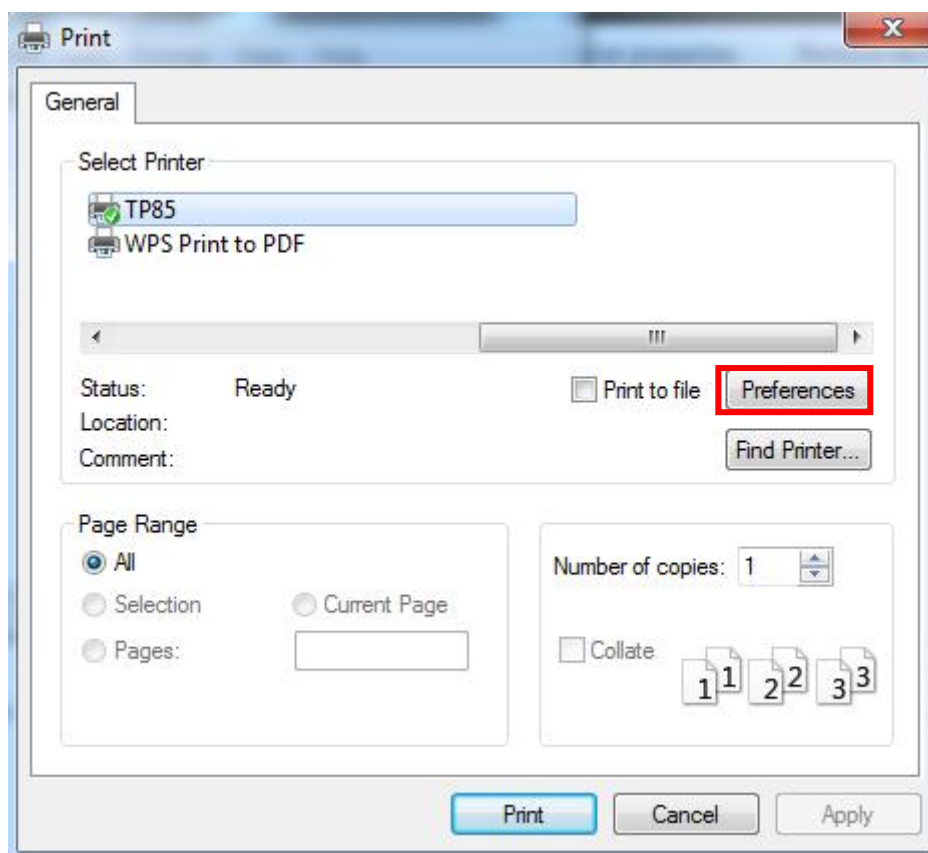 Print
General
Select Printer
TP85
WPS Print to PDF
Status: Ready
Print to file
Preferences
Location:
Comment:
Find Printer...
Page Range
All
Selection
Current Page
Pages:
Number of copies: 1
Collate
1 1 2 2 3 3
Print Cancel Apply